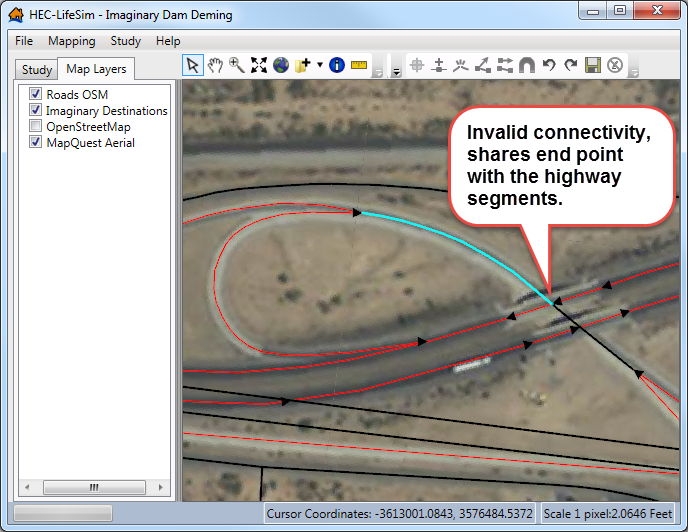 HEC-LifeSim - Imaginary Dam Deming
File Mapping Study Help
Study Map Layers
Roads OSM
Imaginary Destinations
OpenStreetMap
MapQuest Aerial
Invalid connectivity,
shares end point
with the highway
segments.
Cursor Coordinates: -3613001.0843, 3576484.5372 Scale 1 pixel:2.0646 Feet